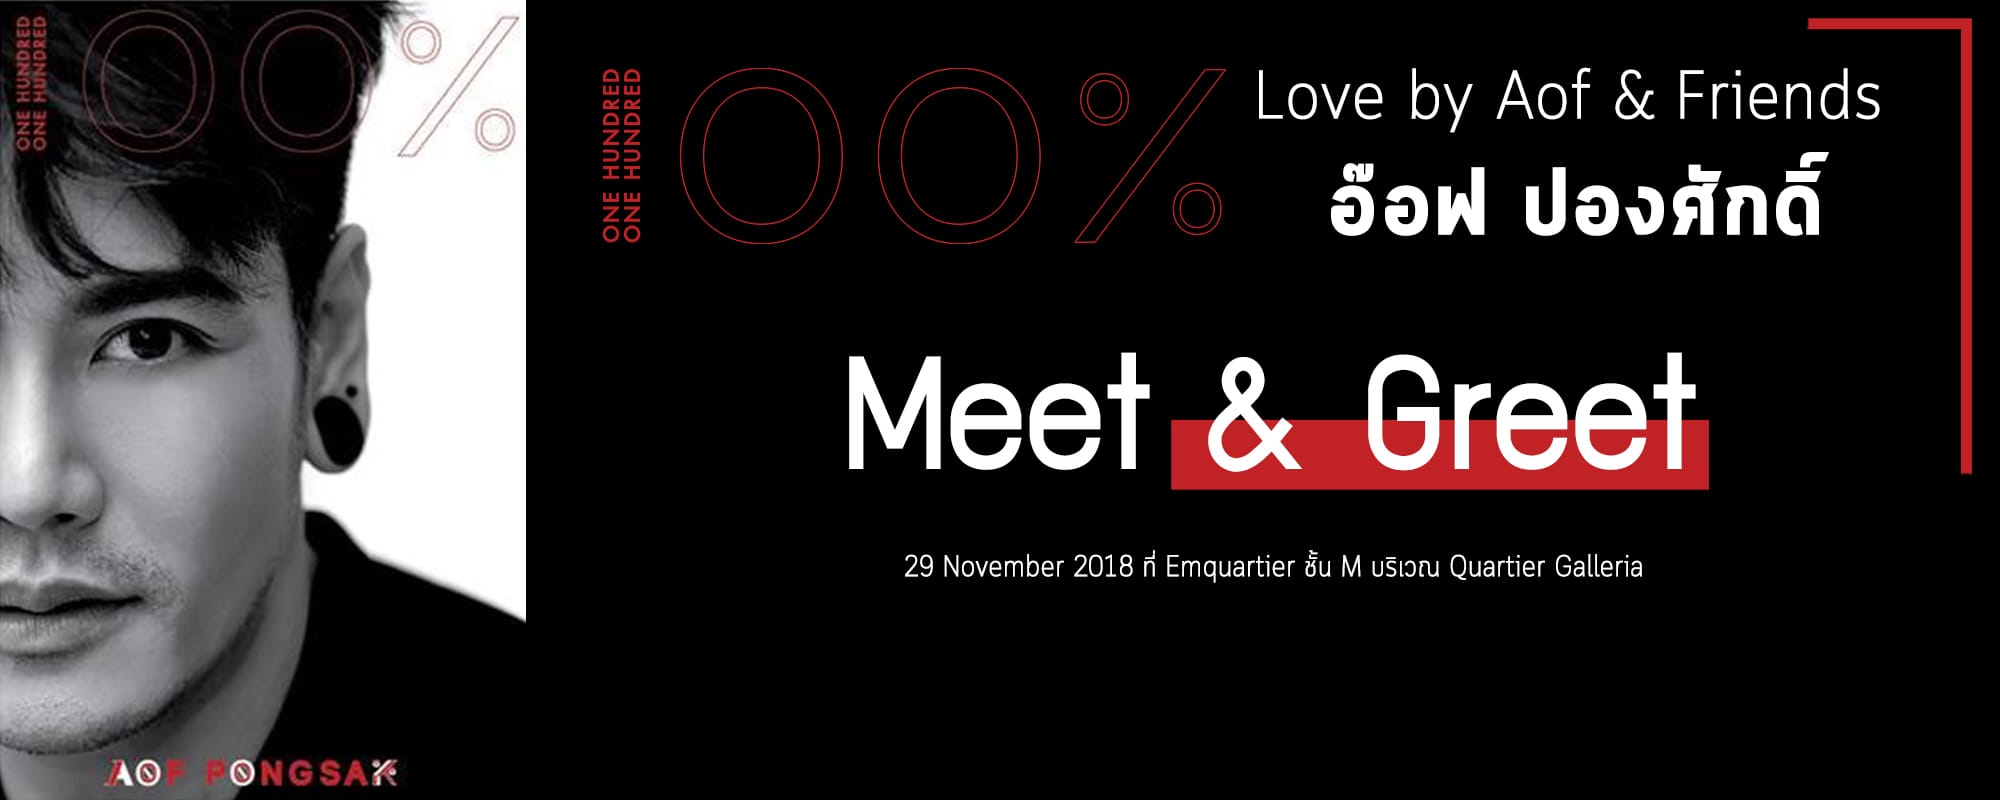 ONE HUNDRED
ONE HUNDRED
OO%
AOF PONGSAK
ONE HUNDRED
ONE HUNDRED
OO%
Love by Aof & Friends
อ๊อฟ ปองศักดิ์
Meet & Greet
29 November 2018 ที่ Emquartier ชั้น M บริเวณ Quartier Galleria